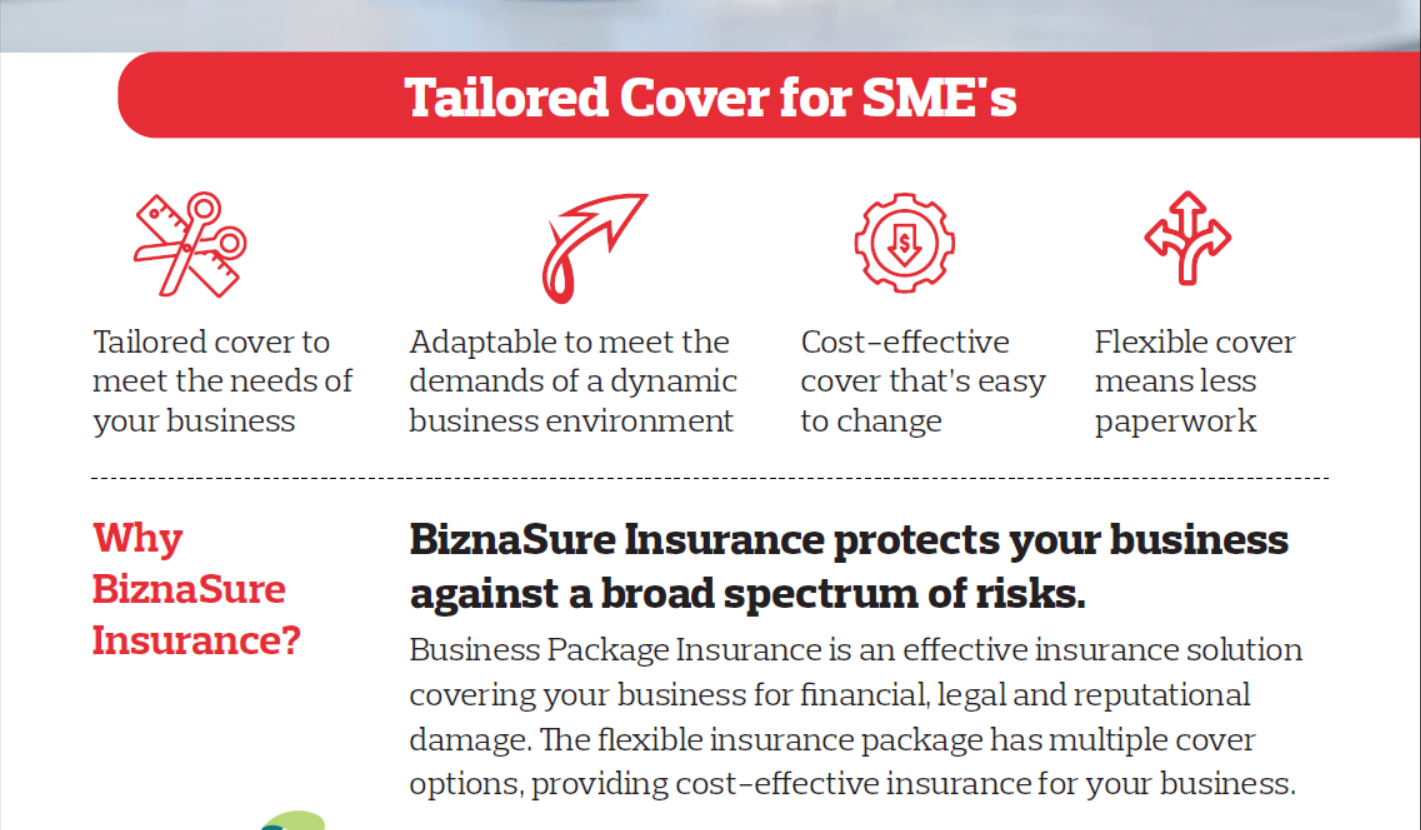 Tailored Cover for SME's
$
Tailored cover to
meet the needs of
your business
Adaptable to meet the
demands of a dynamic
business environment
Cost-effective
cover that's easy
to change
Flexible cover
means less
paperwork
Why
BiznaSure
Insurance?
BiznaSure Insurance protects your business
against a broad spectrum of risks.
Business Package Insurance is an effective insurance solution
covering your business for financial, legal and reputational
damage. The flexible insurance package has multiple cover
options, providing cost-effective insurance for your business.